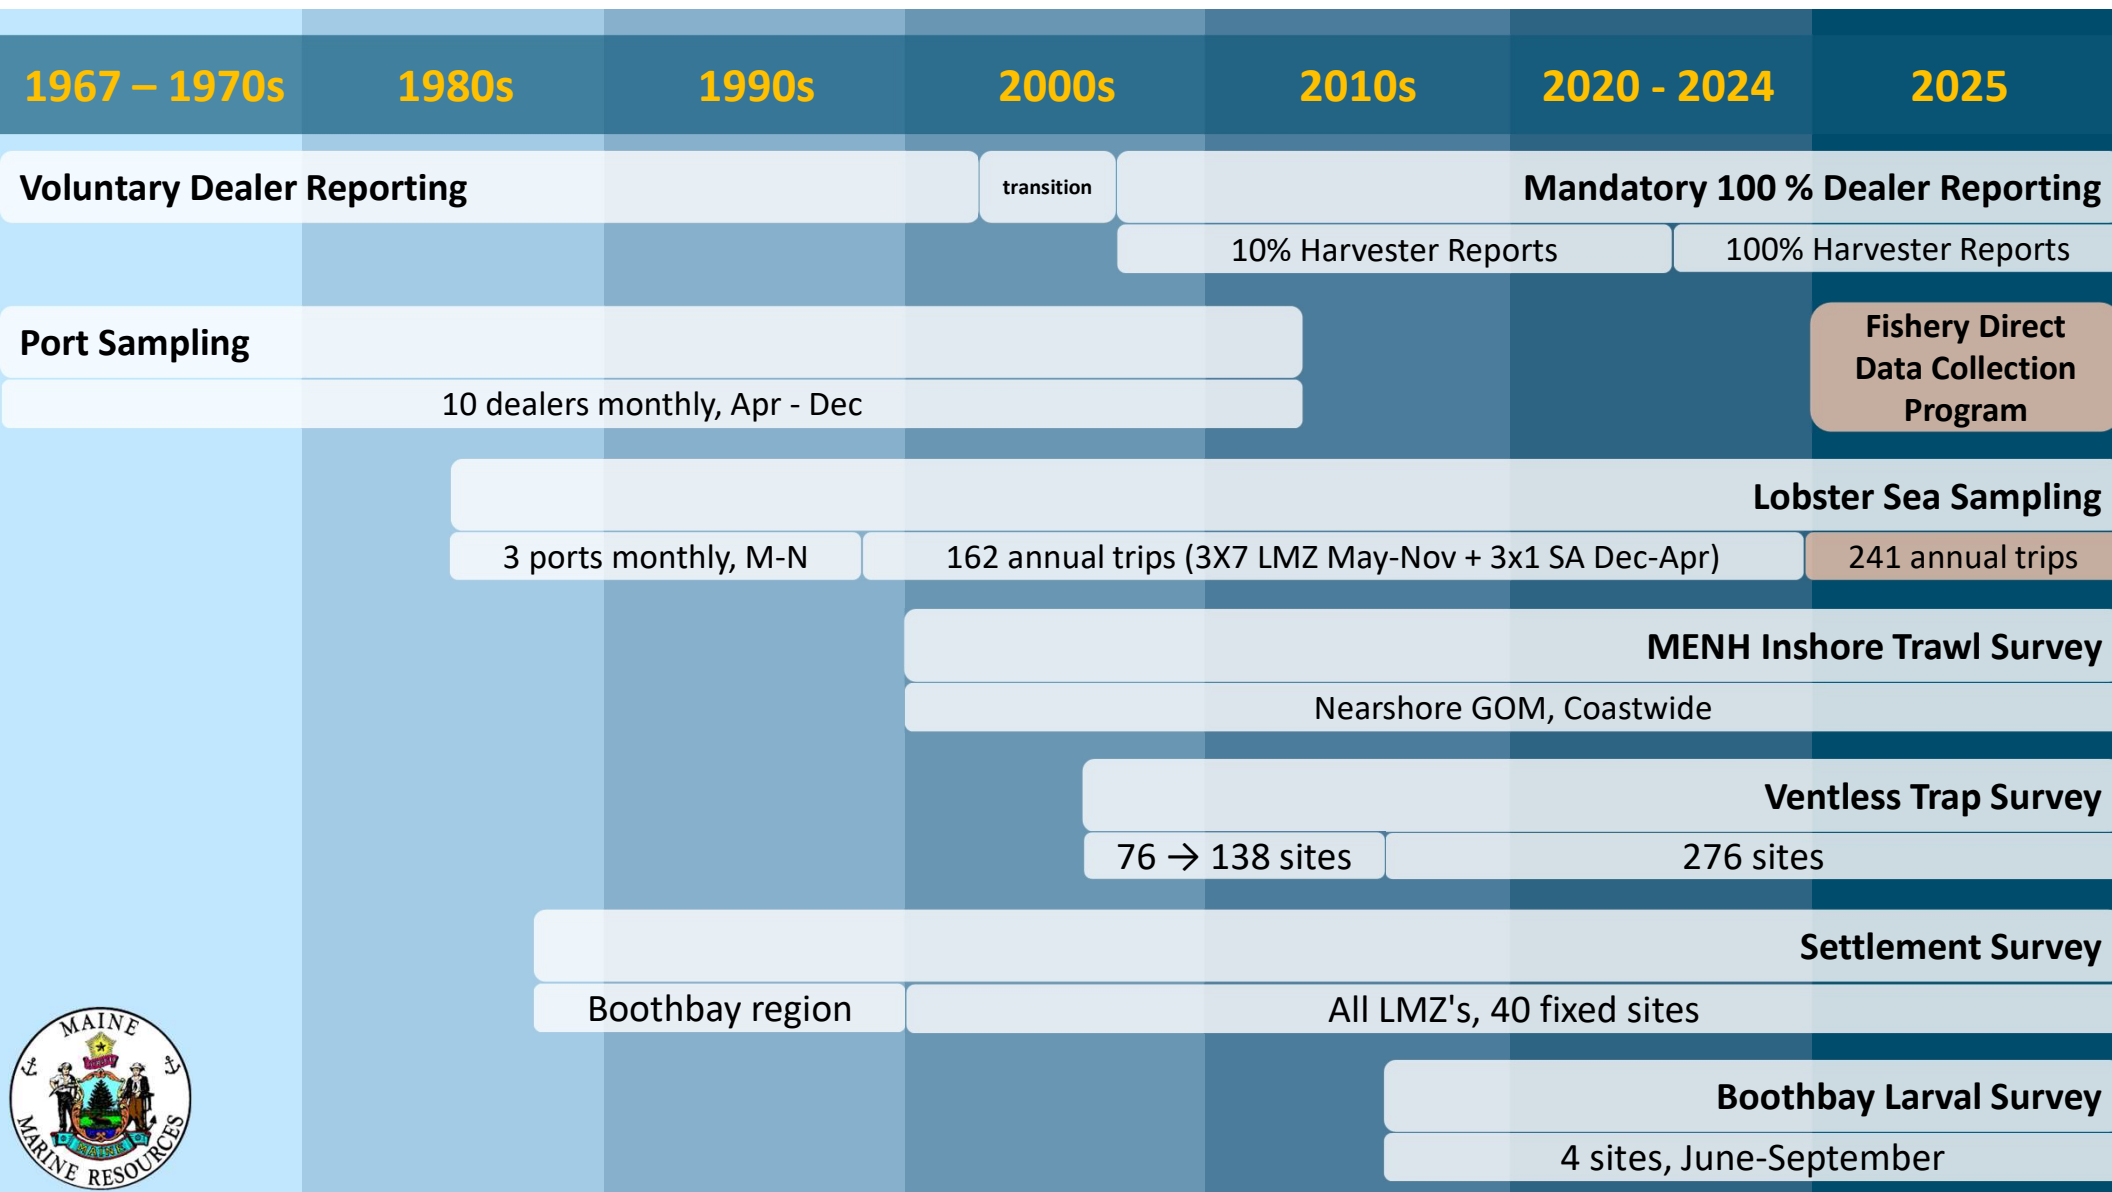 1967 – 1970s 1980s 1990s 2000s 2010s 2020 - 2024 2025
Voluntary Dealer Reporting transition Mandatory 100 % Dealer Reporting
10% Harvester Reports 100% Harvester Reports
Port Sampling
10 dealers monthly, Apr - Dec
Fishery Direct
Data Collection
Program
Lobster Sea Sampling
3 ports monthly, M-N 162 annual trips (3X7 LMZ May-Nov + 3x1 SA Dec-Apr) 241 annual trips
MENH Inshore Trawl Survey
Nearshore GOM, Coastwide
Ventless Trap Survey
76 → 138 sites 276 sites
Settlement Survey
Boothbay region All LMZ's, 40 fixed sites
Boothbay Larval Survey
4 sites, June-September
MAINE
MARINE RESOURCES